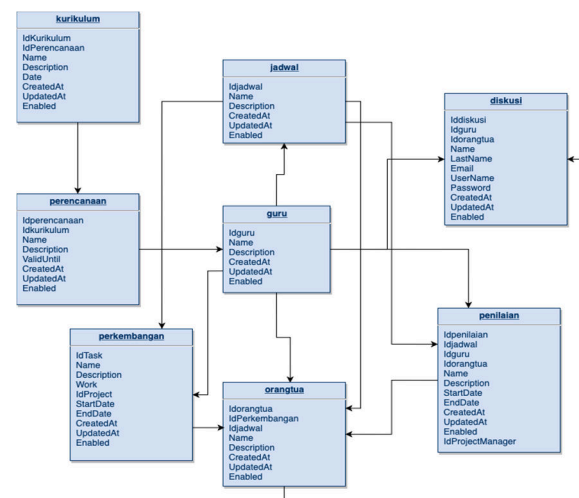 kurikulum
IdKurikulum
IdPerencanaan
Name
Description
Date
CreatedAt
UpdatedAt
Enabled
jadwal
Idjadwal
Name
Description
CreatedAt
UpdatedAt
Enabled
diskusi
Iddiskusi
Idguru
Idorangtua
Name
LastName
Email
UserName
Password
CreatedAt
UpdatedAt
Enabled
perencanaan
Idperencanaan
Idkurikulum
Name
Description
ValidUntil
CreatedAt
UpdatedAt
Enabled
guru
Idguru
Name
Description
CreatedAt
UpdatedAt
Enabled
perkembangan
IdTask
Name
Description
Work
IdProject
StartDate
EndDate
CreatedAt
UpdatedAt
Enabled
orangtua
Idorangtua
IdPerkembangan
Idjadwal
Name
Description
CreatedAt
UpdatedAt
Enabled
penilaian
Idpenilaian
Idjadwal
Idguru
Idorangtua
Name
Description
StartDate
EndDate
CreatedAt
UpdatedAt
Enabled
IdProjectManager